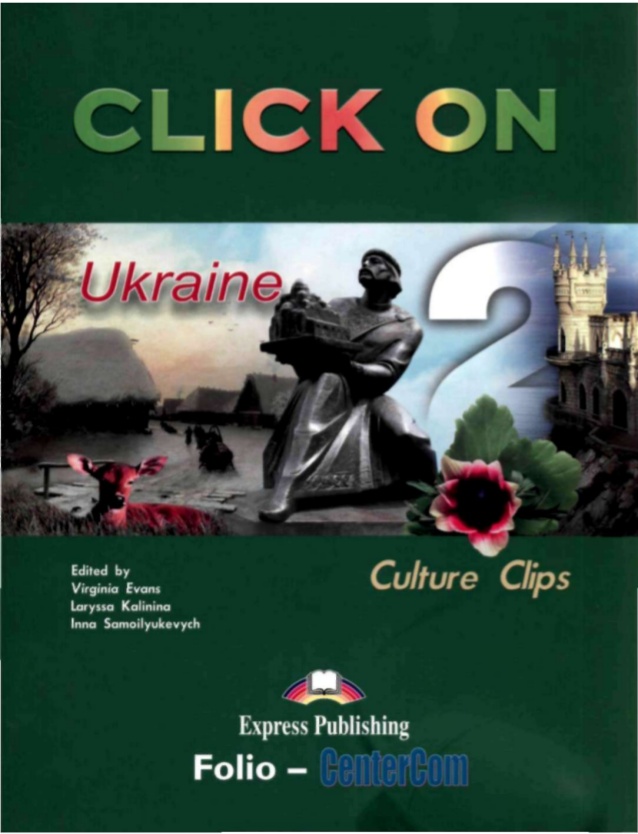 CLICK ON
Ukraine
2
Edited by
Virginia Evans
Laryssa Kalinina
Inna Samoilyukevych
Culture Clips
Express Publishing
Folio – CenterCom